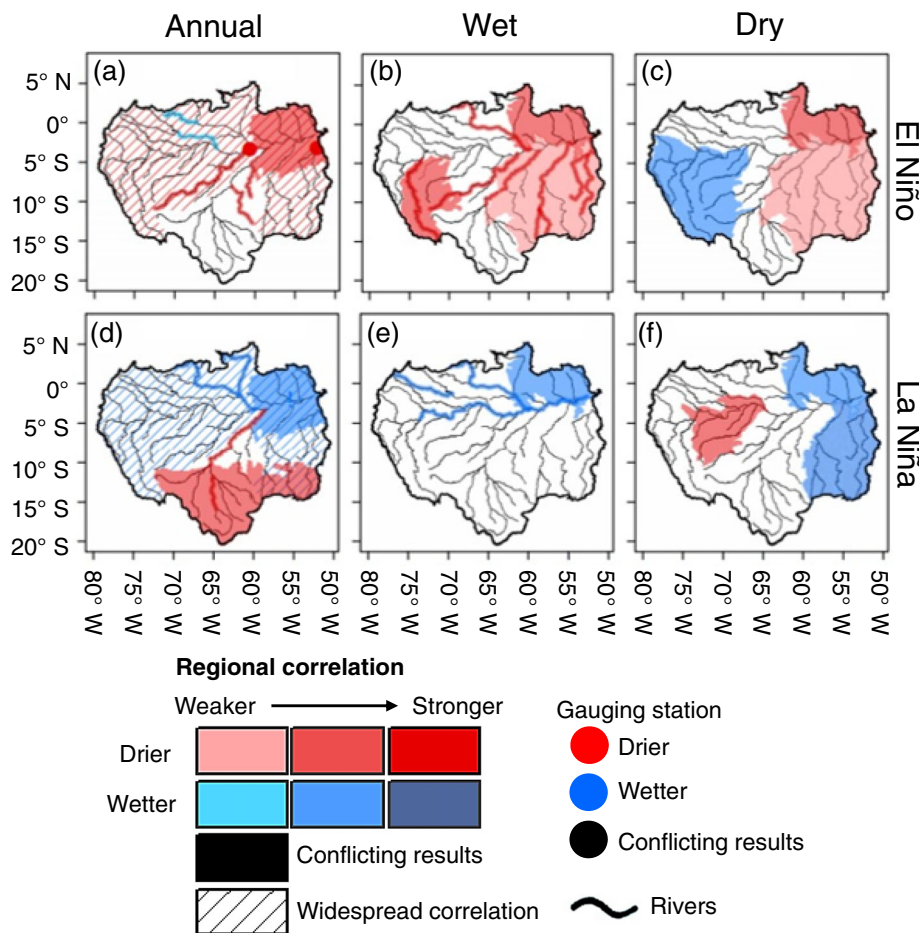 Annual Wet Dry
(a) (b) (c)
5° N
0°
5° S
10° S
15° S
20° S
El Niño
(d) (e) (f)
5° N
0°
5° S
10° S
15° S
20° S
La Niña
80° W 75° W 70° W 65° W 60° W 55° W 50° W 80° W 75° W 70° W 65° W 60° W 55° W 50° W 80° W 75° W 70° W 65° W 60° W 55° W 50° W
Regional correlation
Weaker Stronger
Drier
Wetter
Conflicting results
Widespread correlation
Gauging station
Drier
Wetter
Conflicting results
Rivers